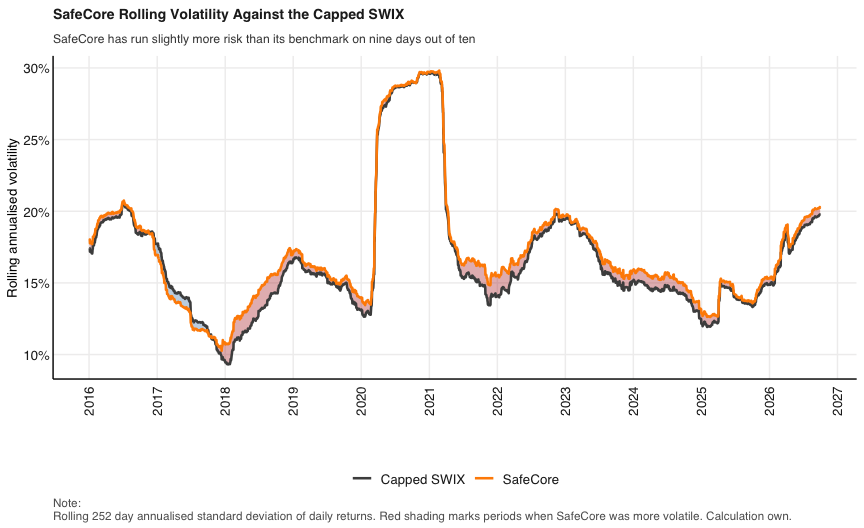 SafeCore Rolling Volatility Against the Capped SWIX
SafeCore has run slightly more risk than its benchmark on nine days out of ten
Rolling annualised volatility
30%
25%
20%
15%
10%
2016
2017
2018
2019
2020
2021
2022
2023
2024
2025
2026
2027
Capped SWIX
SafeCore
Note:
Rolling 252 day annualised standard deviation of daily returns. Red shading marks periods when SafeCore was more volatile. Calculation own.